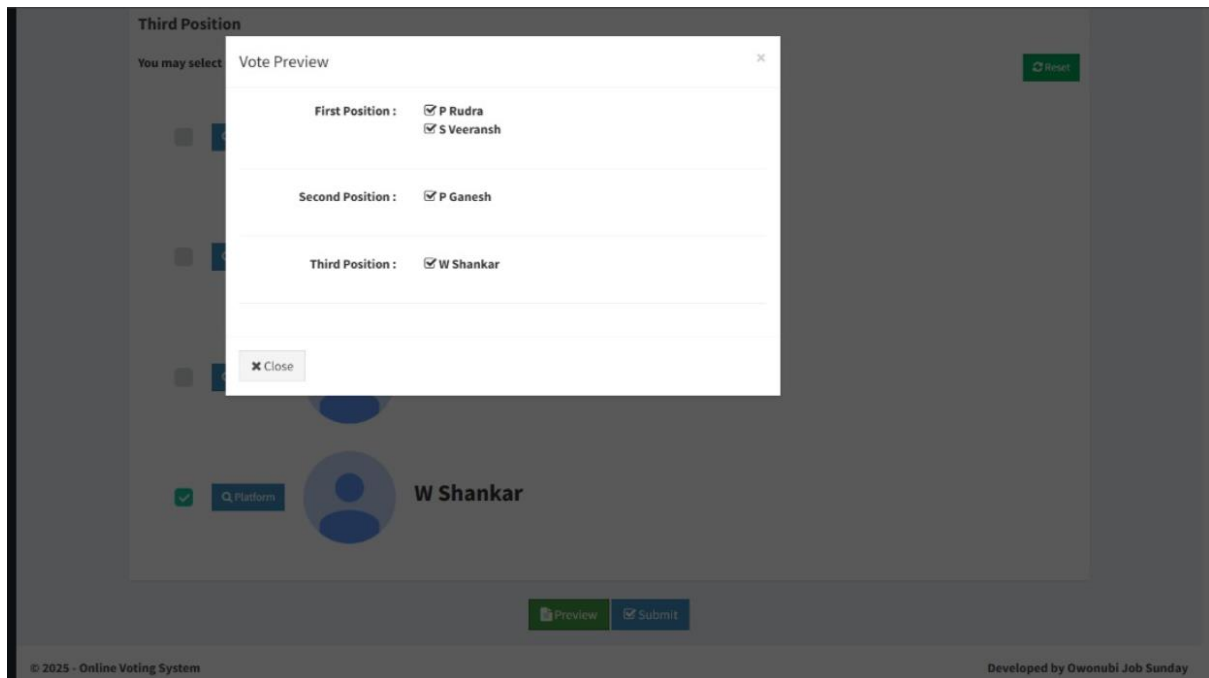 Third Position
You may select
Reset
Vote Preview
×
First Position :
P Rudra
S Veeransh
Second Position :
P Ganesh
Third Position :
W Shankar
Close
Platform
W Shankar
Preview
Submit
© 2025 - Online Voting System
Developed by Owonubi Job Sunday